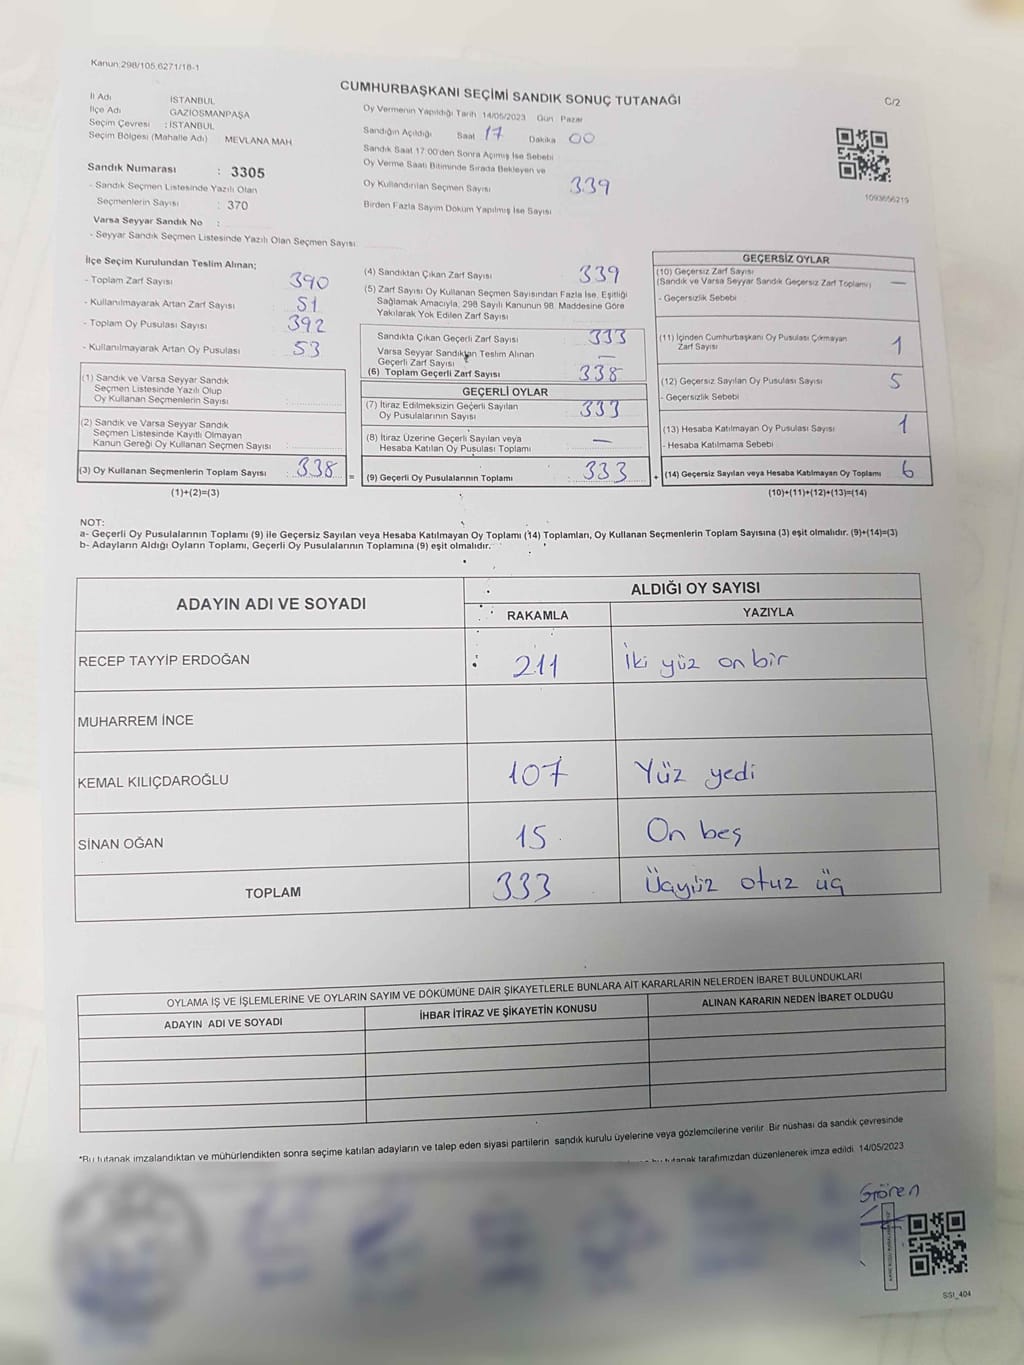 Kanun:298/105,6271/18-1
CUMHURBAŞKANI SEÇİMİ SANDIK SONUÇ TUTANAĞI
C/2
İl Adı İSTANBUL
İlçe Adı GAZİOSMANPAŞA
Seçim Çevresi : İSTANBUL
Seçim Bölgesi (Mahalle Adı) MEVLANA MAH
Sandık Numarası : 3305
- Sandık Seçmen Listesinde Yazılı Olan
Seçmenlerin Sayısı : 370
Varsa Seyyar Sandık No :
- Seyyar Sandık Seçmen Listesinde Yazılı Olan Seçmen Sayısı
Oy Vermenin Yapıldığı Tarih 14/05/2023 Gün Pazar
Sandığın Açıldığı Saat 17 Dakika 00
Sandık Saat 17:00'den Sonra Açımış İse Sebebi
Oy Verme Saati Bitiminde Sırada Bekleyen ve
Oy Kullandırılan Seçmen Sayısı 339
Birden Fazla Sayım Döküm Yapılmış İse Sayısı
1093656219
İlçe Seçim Kurulundan Teslim Alınan;
- Toplam Zarf Sayısı 390
- Kullanılmayarak Artan Zarf Sayısı 51
- Toplam Oy Pusulası Sayısı 392
- Kullanılmayarak Artan Oy Pusulası 53
(1) Sandık ve Varsa Seyyar Sandık
Seçmen Listesinde Yazılı Olup
Oy Kullanan Seçmenlerin Sayısı :
(2) Sandık ve Varsa Seyyar Sandık
Seçmen Listesinde Kayıtlı Olmayan
Kanun Gereği Oy Kullanan Seçmen Sayısı :
(3) Oy Kullanan Seçmenlerin Toplam Sayısı : 338 =
(1)+(2)=(3)
(4) Sandıktan Çıkan Zarf Sayısı 339
(5) Zarf Sayısı Oy Kullanan Seçmen Sayısından Fazla İse, Eşitliği
Sağlamak Amacıyla, 298 Sayılı Kanunun 98. Maddesine Göre
Yakılarak Yok Edilen Zarf Sayısı
Sandıkta Çıkan Geçerli Zarf Sayısı 333
Varsa Seyyar Sandıktan Teslim Alınan
Geçerli Zarf Sayısı —
(6) Toplam Geçerli Zarf Sayısı 338
GEÇERLİ OYLAR
(7) İtiraz Edilmeksizin Geçerli Sayılan
Oy Pusulalarının Sayısı 333
(8) İtiraz Üzerine Geçerli Sayılan veya
Hesaba Katılan Oy Pusulası Toplamı —
(9) Geçerli Oy Pusulalarının Toplamı 333 +
GEÇERSİZ OYLAR
(10) Geçersiz Zarf Sayısı
(Sandık ve Varsa Seyyar Sandık Geçersiz Zarf Toplamı) —
- Geçersizlik Sebebi
(11) İçinden Cumhurbaşkanı Oy Pusulası Çıkmayan
Zarf Sayısı 1
(12) Geçersiz Sayılan Oy Pusulası Sayısı 5
- Geçersizlik Sebebi
(13) Hesaba Katılmayan Oy Pusulası Sayısı 1
- Hesaba Katılmama Sebebi
(14) Geçersiz Sayılan veya Hesaba Katılmayan Oy Toplamı 6
(10)+(11)+(12)+(13)=(14)
NOT:
a- Geçerli Oy Pusulalarının Toplamı (9) ile Geçersiz Sayılan veya Hesaba Katılmayan Oy Toplamı (14) Toplamları, Oy Kullanan Seçmenlerin Toplam Sayısına (3) eşit olmalıdır. (9)+(14)=(3)
b- Adayların Aldığı Oyların Toplamı, Geçerli Oy Pusulalarının Toplamına (9) eşit olmalıdır.
ADAYIN ADI VE SOYADI
ALDIĞI OY SAYISI
RAKAMLA YAZIYLA
RECEP TAYYİP ERDOĞAN 211 İki yüz on bir
MUHARREM İNCE
KEMAL KILIÇDAROĞLU 107 Yüz yedi
SİNAN OĞAN 15 On beş
TOPLAM 333 Üçyüz otuz üç
OYLAMA İŞ VE İŞLEMLERİNE VE OYLARIN SAYIM VE DÖKÜMÜNE DAİR ŞİKAYETLERLE BUNLARA AİT KARARLARIN NELERDEN İBARET BULUNDUKLARI
ADAYIN ADI VE SOYADI İHBAR İTİRAZ VE ŞİKAYETİN KONUSU ALINAN KARARIN NEDEN İBARET OLDUĞU
*Bu tutanak imzalandıktan ve mühürlendikten sonra seçime katılan adayların ve talep eden siyasi partilerin sandık kurulu üyelerine veya gözlemcilerine verilir. Bir nüshası da sandık çevresinde
bu tutanak tarafımızdan düzenlenerek imza edildi. 14/05/2023
Gören
SSI_404